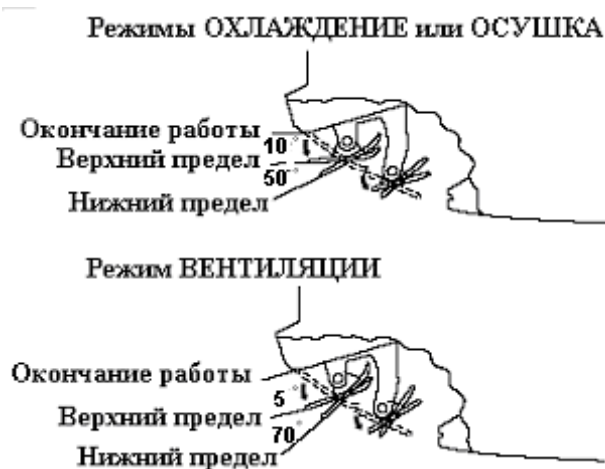 Режимы ОХЛАЖДЕНИЕ или ОСУШКА
Окончание работы
10°
Верхний предел
50°
Нижний предел
Режим ВЕНТИЛЯЦИИ
Окончание работы
5°
Верхний предел
70°
Нижний предел